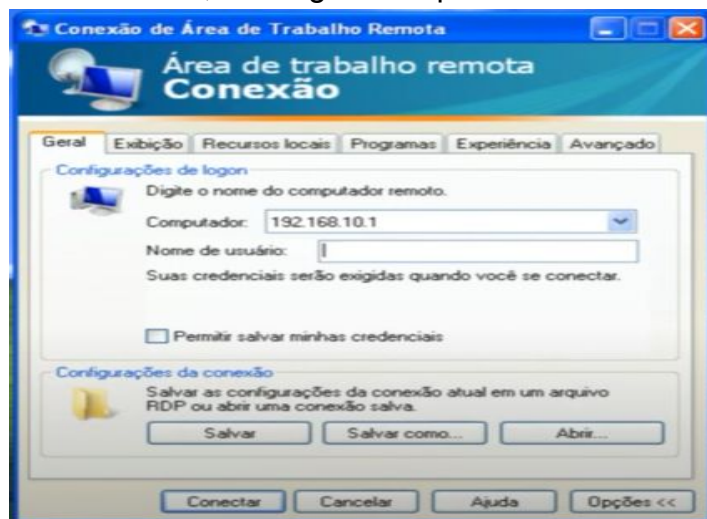 Conexão de Área de Trabalho Remota
Área de trabalho remota
Conexão
Geral Exibição Recursos locais Programas Experiência Avançado
Configurações de logon
Digite o nome do computador remoto.
Computador: 192.168.10.1
Nome de usuário:
Suas credenciais serão exigidas quando você se conectar.
Permitir salvar minhas credenciais
Configurações da conexão
Salvar as configurações da conexão atual em um arquivo
RDP ou abrir uma conexão salva.
Salvar Salvar como... Abrir...
Conectar Cancelar Ajuda Opções <<